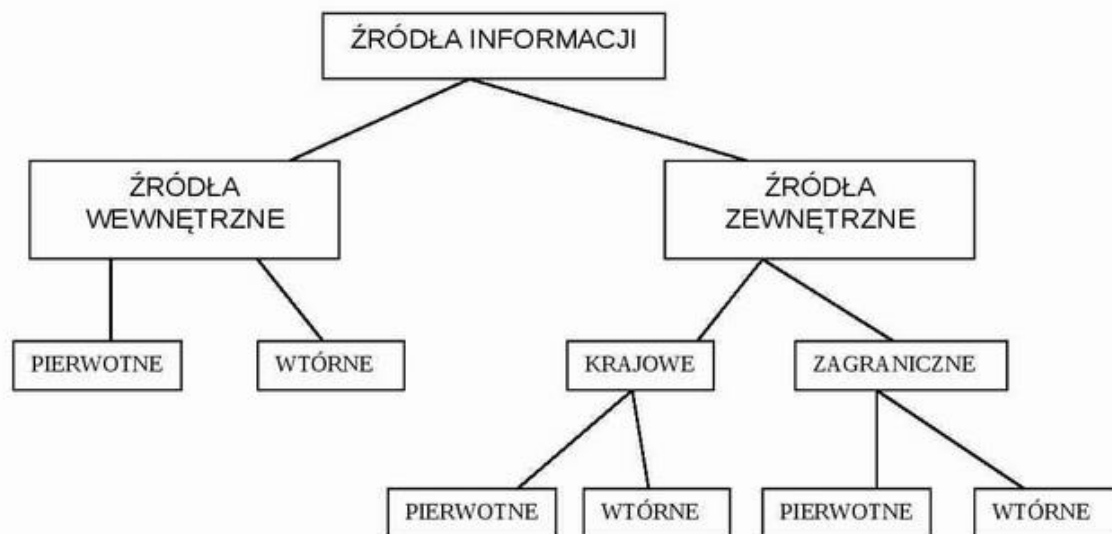 ŹRÓDŁA INFORMACJI
ŹRÓDŁA
WEWNĘTRZNE
ŹRÓDŁA
ZEWNĘTRZNE
PIERWOTNE
WTÓRNE
KRAJOWE
ZAGRANICZNE
PIERWOTNE
WTÓRNE
PIERWOTNE
WTÓRNE